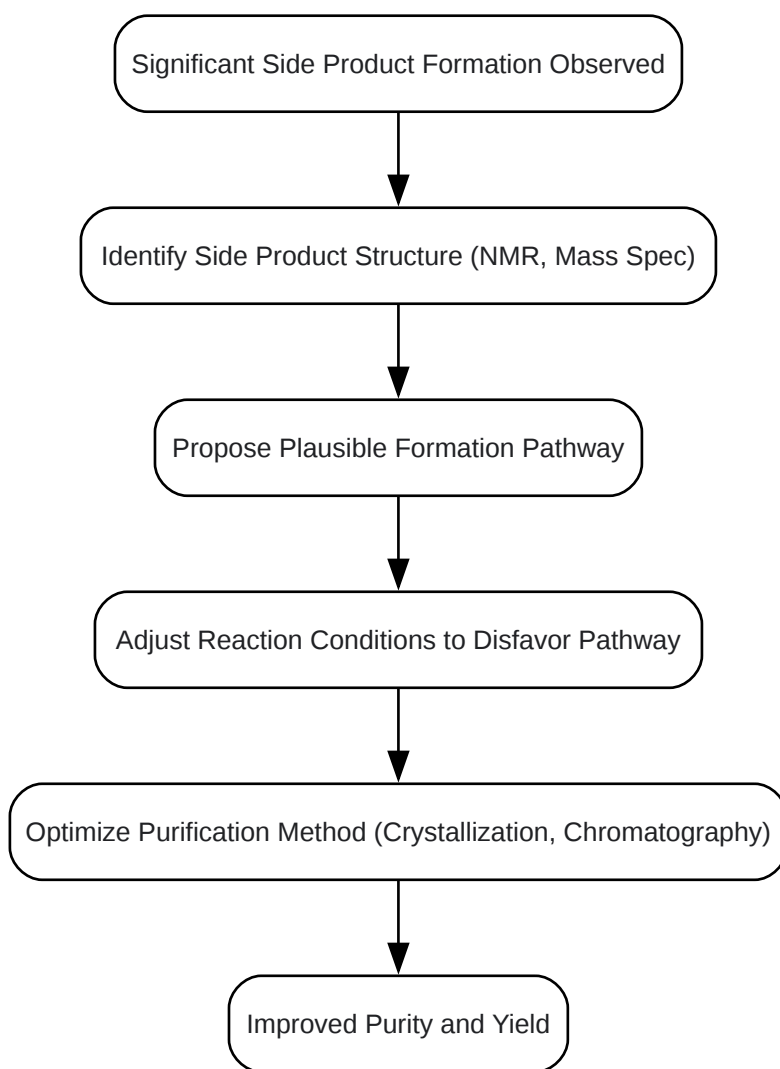 Significant Side Product Formation Observed
Identify Side Product Structure (NMR, Mass Spec)
Propose Plausible Formation Pathway
Adjust Reaction Conditions to Disfavor Pathway
Optimize Purification Method (Crystallization, Chromatography)
Improved Purity and Yield